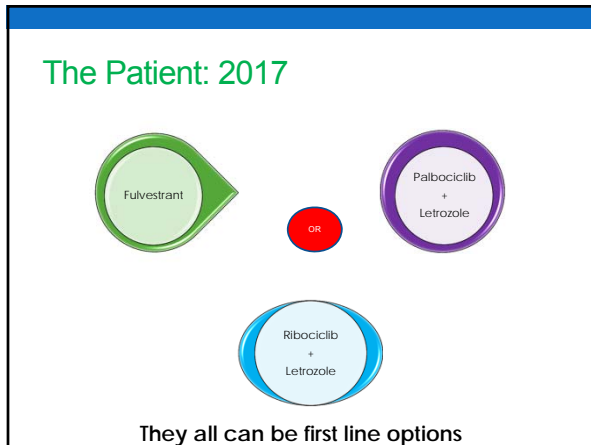 The Patient: 2017
Fulvestrant
OR
Palbociclib
+
Letrozole
Ribociclib
+
Letrozole
They all can be first line options